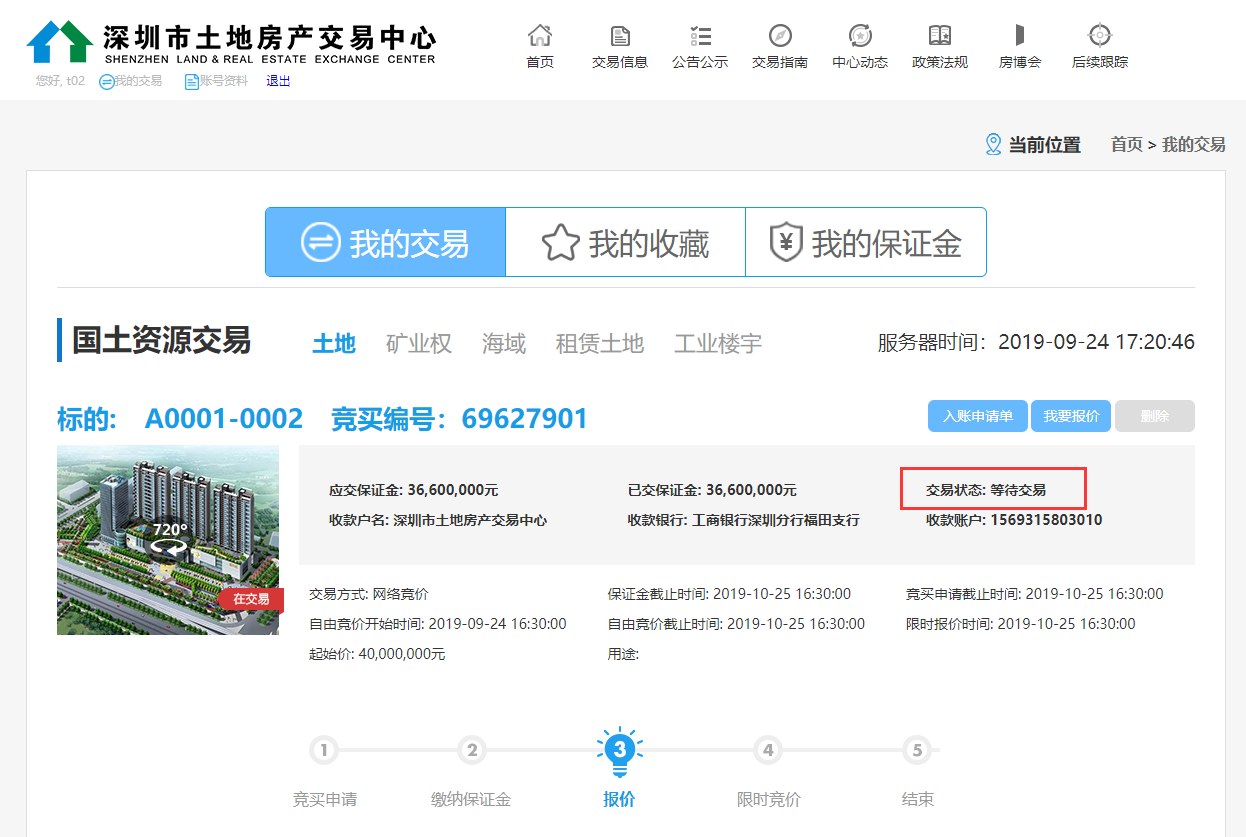 深圳市土地房产交易中心
SHENZHEN LAND & REAL ESTATE EXCHANGE CENTER
您好, t02 我的交易 账号资料 退出
首页 交易信息 公告公示 交易指南 中心动态 政策法规 房博会 后续跟踪
当前位置 首页 > 我的交易
我的交易 我的收藏 我的保证金
国土资源交易 土地 矿业权 海域 租赁土地 工业楼宇 服务器时间：2019-09-24 17:20:46
标的: A0001-0002 竞买编号：69627901 入账申请单 我要报价 删除
720°
在交易
应交保证金: 36,600,000元 已交保证金: 36,600,000元 交易状态: 等待交易
收款户名: 深圳市土地房产交易中心 收款银行: 工商银行深圳分行福田支行 收款账户: 1569315803010
交易方式: 网络竞价 保证金截止时间: 2019-10-25 16:30:00 竞买申请截止时间: 2019-10-25 16:30:00
自由竞价开始时间: 2019-09-24 16:30:00 自由竞价截止时间: 2019-10-25 16:30:00 限时报价时间: 2019-10-25 16:30:00
起始价: 40,000,000元 用途:
1 2 3 4 5
竞买申请 缴纳保证金 报价 限时竞价 结束